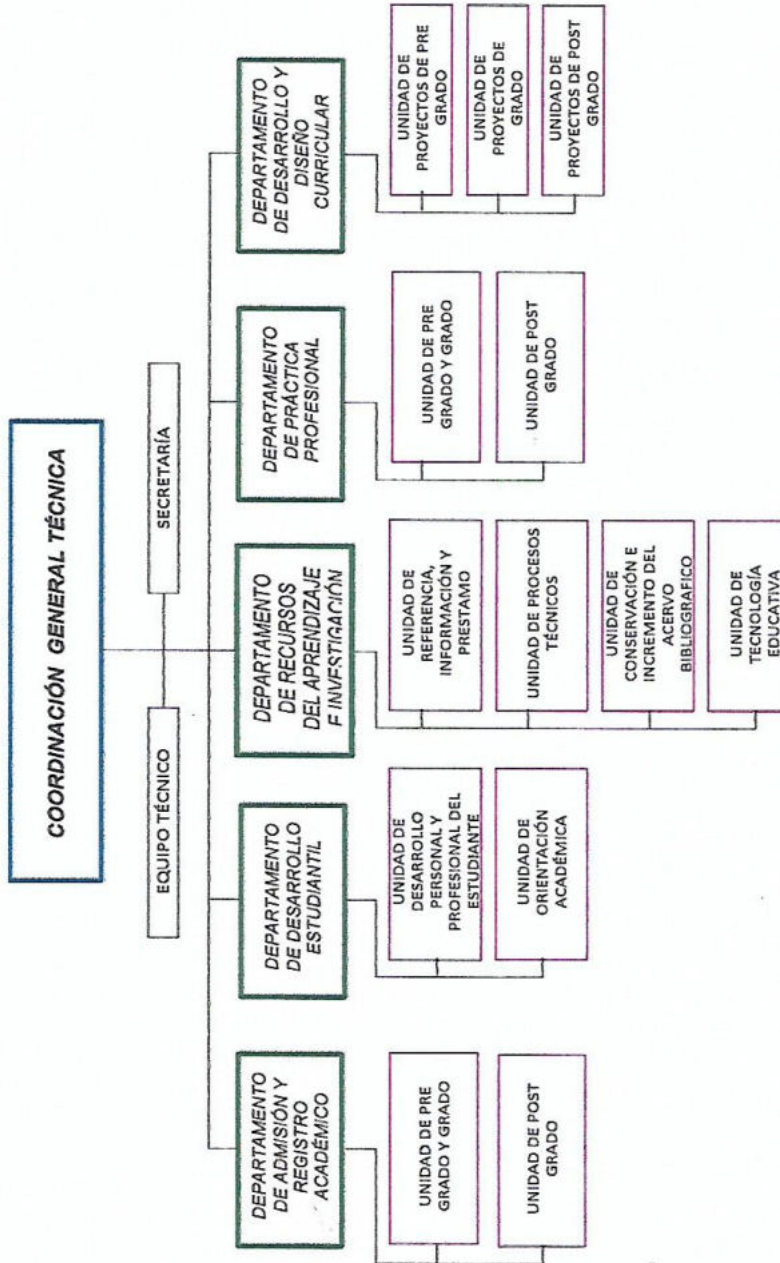 COORDINACIÓN GENERAL TÉCNICA
EQUIPO TÉCNICO
SECRETARÍA
DEPARTAMENTO
DE ADMISIÓN Y
REGISTRO
ACADÉMICO
UNIDAD DE PRE
GRADO Y GRADO
UNIDAD DE POST
GRADO
DEPARTAMENTO
DE DESARROLLO
ESTUDIANTIL
UNIDAD DE
DESARROLLO
PERSONAL Y
PROFESIONAL DEL
ESTUDIANTE
UNIDAD DE
ORIENTACIÓN
ACADÉMICA
DEPARTAMENTO
DE RECURSOS
DEL APRENDIZAJE
E INVESTIGACIÓN
UNIDAD DE
REFERENCIA,
INFORMACIÓN Y
PRESTAMO
UNIDAD DE PROCESOS
TÉCNICOS
UNIDAD DE
CONSERVACIÓN E
INCREMENTO DEL
ACERVO
BIBLIOGRAFICO
UNIDAD DE
TECNOLOGÍA
EDUCATIVA
DEPARTAMENTO
DE PRÁCTICA
PROFESIONAL
UNIDAD DE PRE
GRADO Y GRADO
UNIDAD DE POST
GRADO
DEPARTAMENTO
DE DESARROLLO Y
DISEÑO
CURRICULAR
UNIDAD DE
PROYECTOS DE PRE
GRADO
UNIDAD DE
PROYECTOS DE
GRADO
UNIDAD DE
PROYECTOS DE POST
GRADO